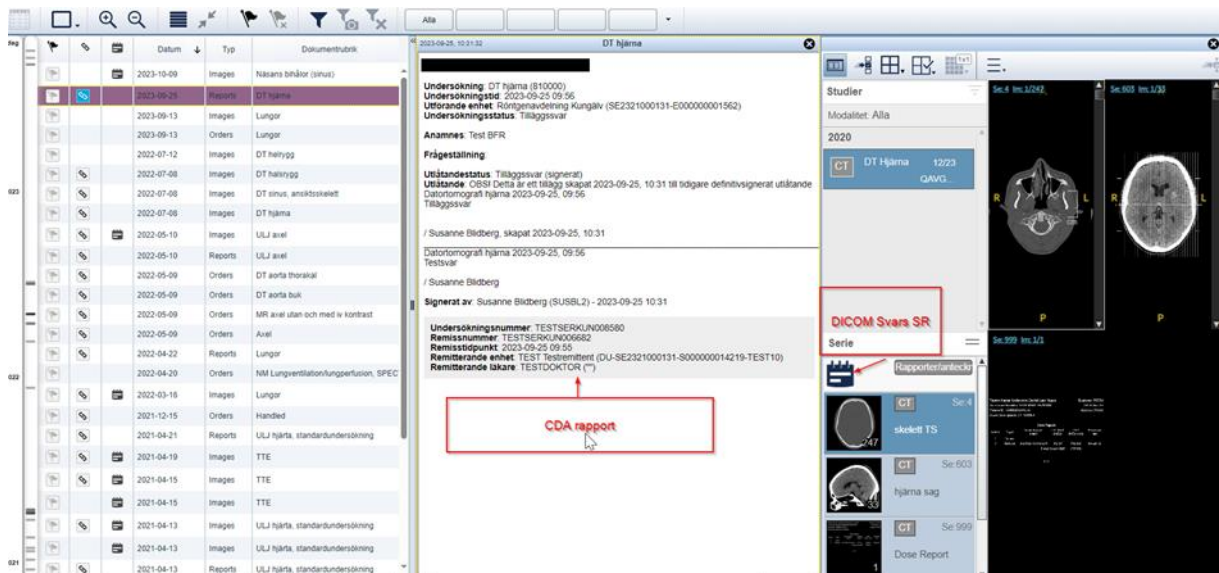 Alla
Datum Typ Dokumentrubrik
2023-10-09 Images Näsans bihålor (sinus)
2023-09-25 Reports DT hjärna
2023-09-13 Images Lungor
2023-09-13 Orders Lungor
2022-07-12 Images DT helrygg
2022-07-08 Images DT halsrygg
2022-07-08 Images DT sinus, ansiktsskelett
2022-07-08 Images DT hjärna
2022-05-10 Images ULJ axel
2022-05-10 Reports ULJ axel
2022-05-09 Orders DT aorta thorakal
2022-05-09 Orders DT aorta buk
2022-05-09 Orders MR axel utan och med iv kontrast
2022-05-09 Orders Axel
2022-04-22 Reports Lungor
2022-04-20 Orders NM Lungventilation/lungperfusion, SPEC
2022-03-16 Images Lungor
2021-12-15 Orders Handled
2021-04-21 Reports ULJ hjärta, standardundersökning
2021-04-19 Images TTE
2021-04-15 Images TTE
2021-04-15 Images TTE
2021-04-13 Images ULJ hjärta, standardundersökning
2021-04-13 Images ULJ hjärta, standardundersökning
2021-04-13 Reports ULJ hjärta, standardundersökning
023
022
021
2023-09-25, 10:31:32 DT hjärna
Undersökning: DT hjärna (810000)
Undersökningstid: 2023-09-25 09:56
Utförande enhet: Röntgenavdelning Kungälv (SE2321000131-E000000001562)
Undersökningsstatus: Tilläggssvar
Anamnes: Test BFR
Frågeställning:
Utlåtandestatus: Tilläggssvar (signerat)
Utlåtande: OBS! Detta är ett tillägg skapat 2023-09-25, 10:31 till tidigare definitivsignerat utlåtande
Datortomografi hjärna 2023-09-25, 09:56
Tilläggssvar
/ Susanne Blidberg, skapat 2023-09-25, 10:31
Datortomografi hjärna 2023-09-25, 09:56
Testsvar
/ Susanne Blidberg
Signerat av: Susanne Blidberg (SUSBL2) - 2023-09-25 10:31
Undersökningsnummer: TESTSERKUN008580
Remissnummer: TESTSERKUN006682
Remisstidpunkt: 2023-09-25 09:55
Remitterande enhet: TEST Testremittent (DU-SE2321000131-S000000014219-TEST10)
Remitterande läkare: TESTDOKTOR ("")
CDA rapport
1x1
Studier
Modalitet: Alla
2020
CT DT Hjärna 12/23
QAVG...
DICOM Svars SR
Serie
Rapporter/anteckn
CT Se:4
skelett TS
247
CT Se:603
hjärna sag
33
CT Se:999
Dose Report
1
Se:4 Im: 1/247
R L
P
Se:603 Im: 1/33
R L
P
Se:999 Im: 1/1